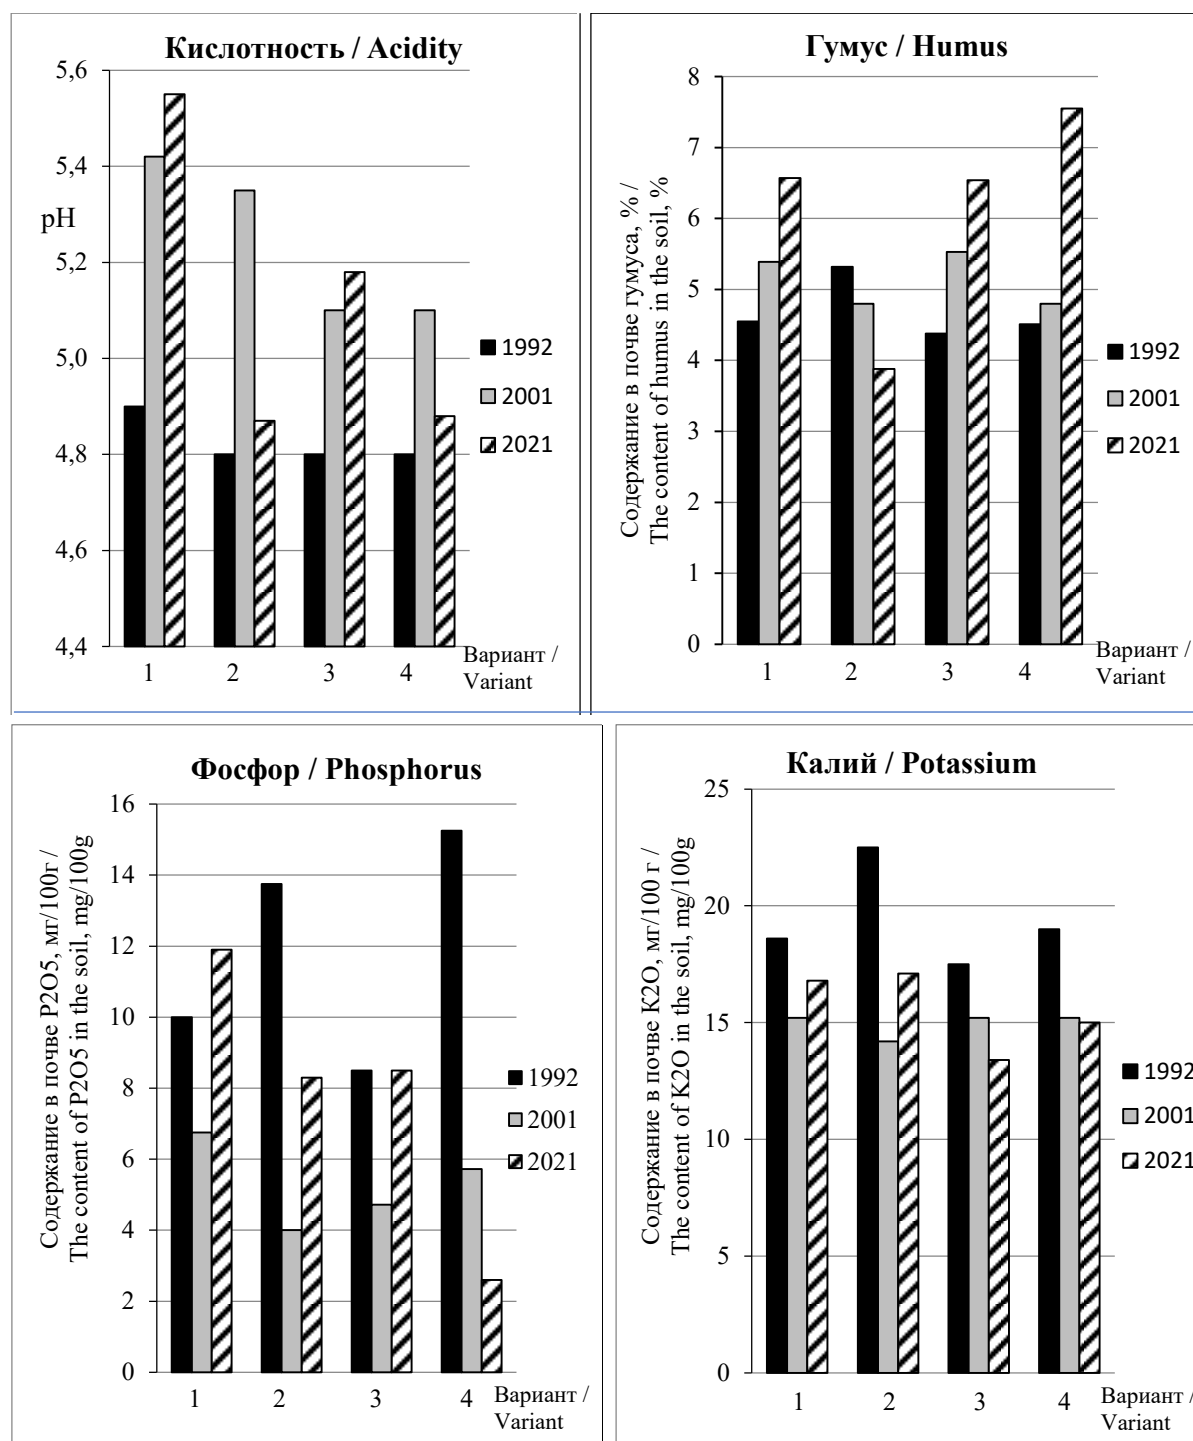 Кислотность / Acidity
5,6
5,4
pH
5,2
5,0
4,8
4,6
4,4
1992
2001
2021
1 2 3 4
Вариант /
Variant
Гумус / Humus
Содержание в почве гумуса, % /
The content of humus in the soil, %
8
7
6
5
4
3
2
1
0
1992
2001
2021
1 2 3 4
Вариант /
Variant
Фосфор / Phosphorus
Содержание в почве P2O5, мг/100г /
The content of P2O5 in the soil, mg/100g
16
14
12
10
8
6
4
2
0
1992
2001
2021
1 2 3 4
Вариант /
Variant
Калий / Potassium
Содержание в почве K2O, мг/100 г /
The content of K2O in the soil, mg/100g
25
20
15
10
5
0
1992
2001
2021
1 2 3 4
Вариант /
Variant